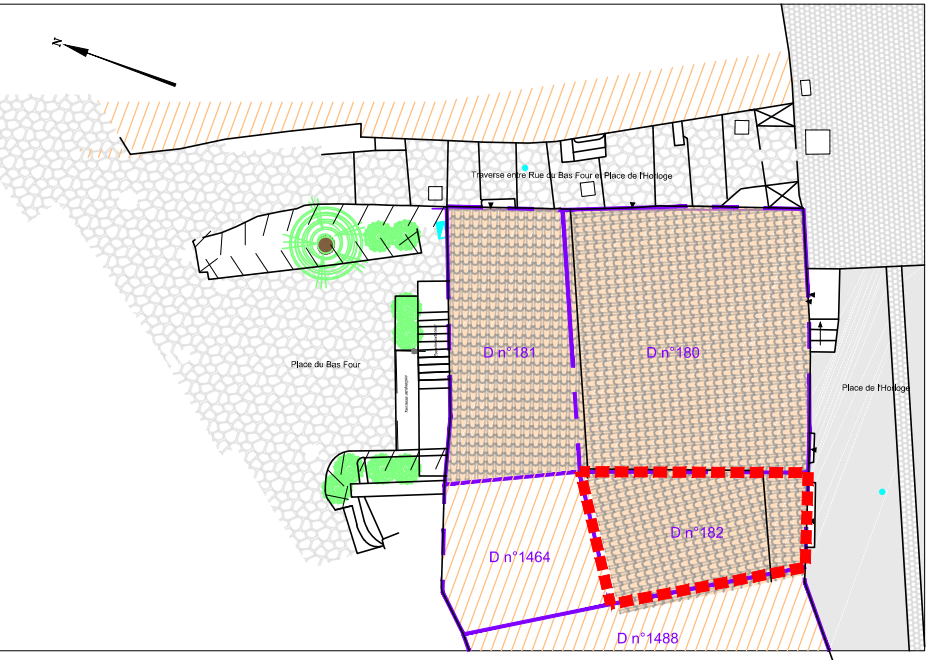 N
Traverse entre Rue du Bas Four et Place de l'Horloge
D n°181
D n°180
Place du Bas Four
Place de l'Horloge
D n°182
D n°1464
D n°1488